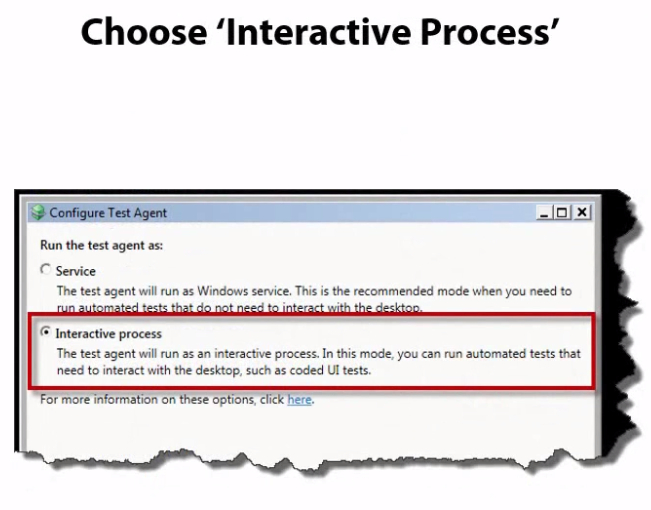 Choose ‘Interactive Process’
Configure Test Agent
Run the test agent as:
Service
The test agent will run as Windows service. This is the recommended mode when you need to
run automated tests that do not need to interact with the desktop.
Interactive process
The test agent will run as an interactive process. In this mode, you can run automated tests that
need to interact with the desktop, such as coded UI tests.
For more information on these options, click here.